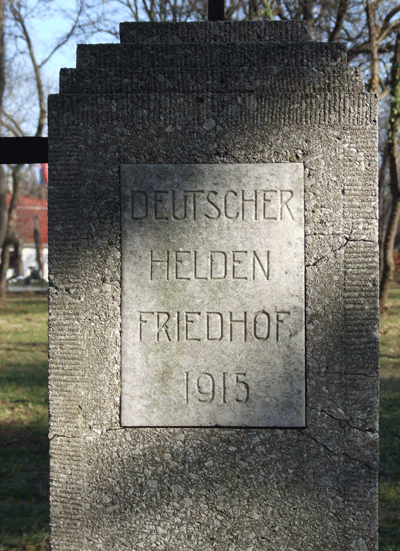 DEUTSCHER
HELDEN
FRIEDHOF
1915